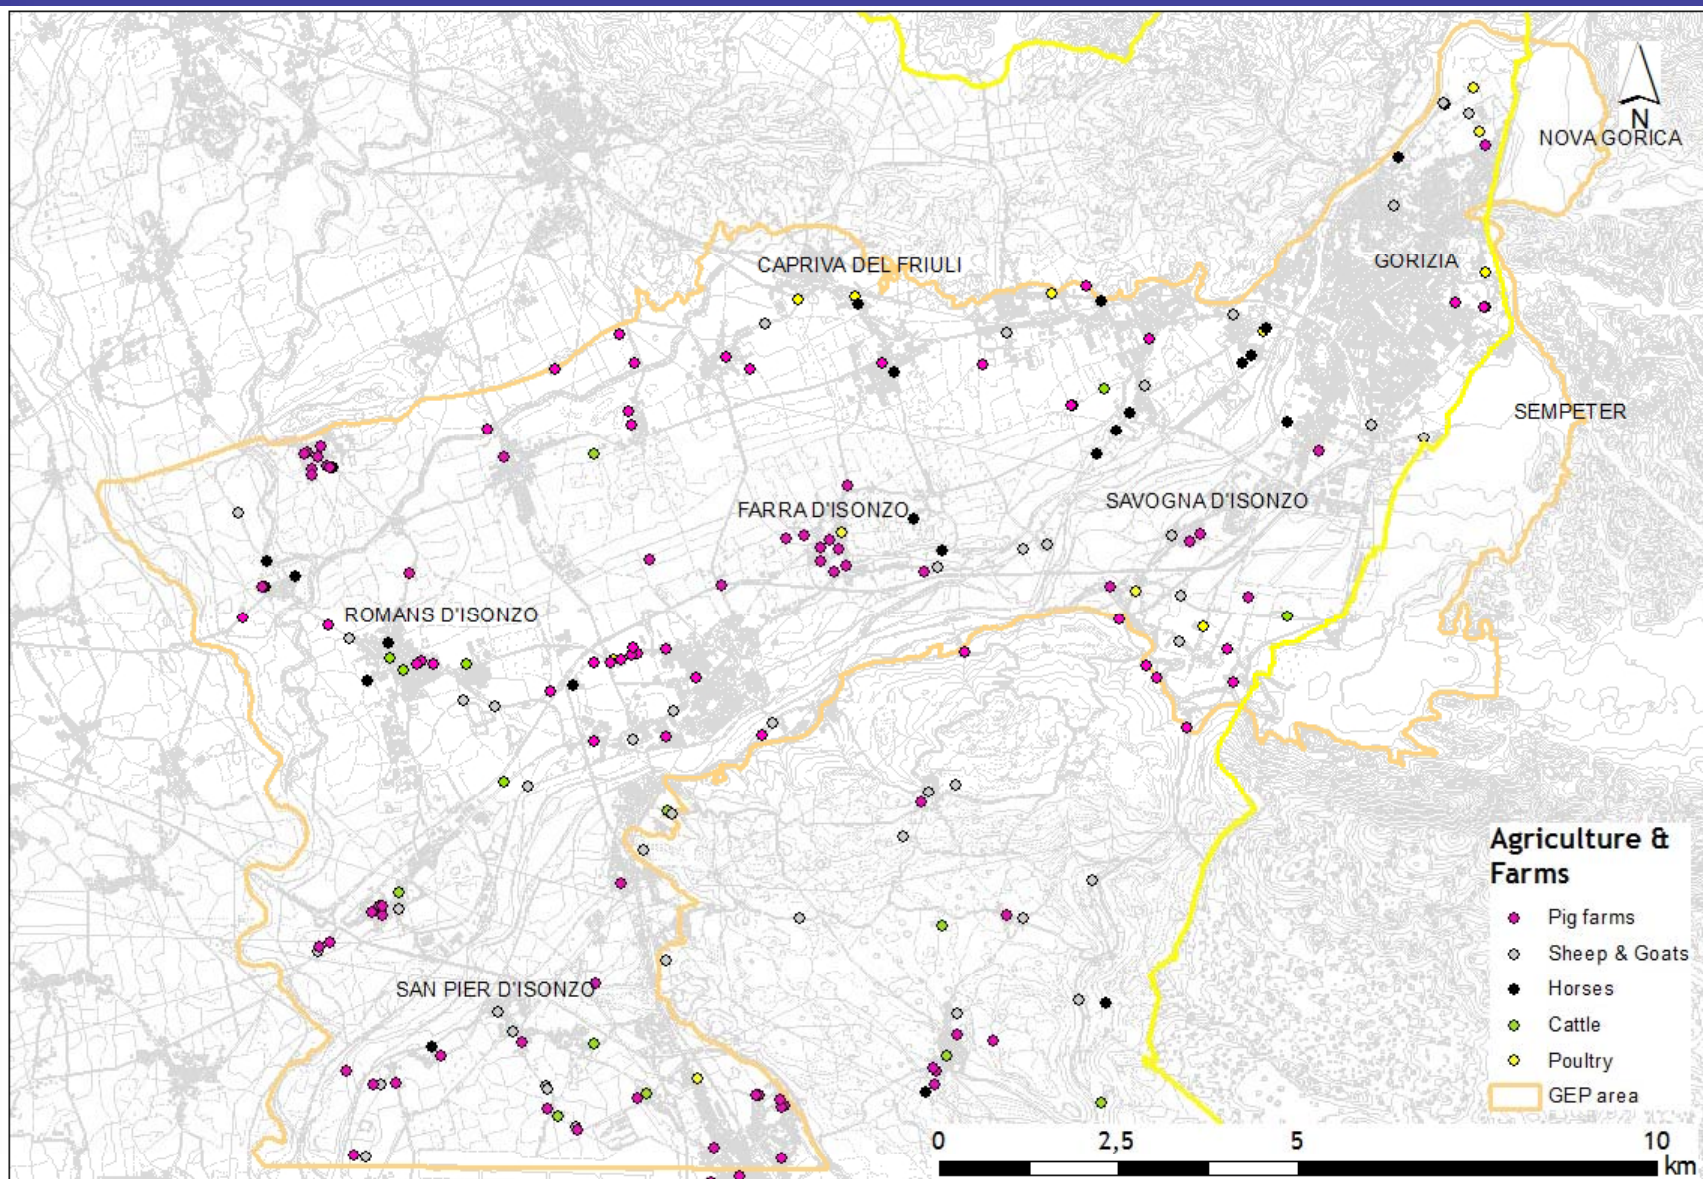 N
NOVA GORICA
CAPRIVA DEL FRIULI
GORIZIA
SEMPETER
FARRA D'ISONZO
SAVOGNA D'ISONZO
ROMANS D'ISONZO
SAN PIER D'ISONZO
Agriculture &
Farms
Pig farms
Sheep & Goats
Horses
Cattle
Poultry
GEP area
0 2,5 5 10
km